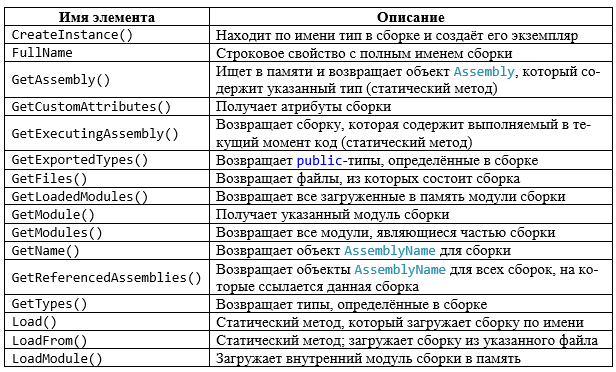 Имя элемента Описание
CreateInstance() Находит по имени тип в сборке и создаёт его экземпляр
FullName Строковое свойство с полным именем сборки
GetAssembly() Ищет в памяти и возвращает объект Assembly, который со-
держит указанный тип (статический метод)
GetCustomAttributes() Получает атрибуты сборки
GetExecutingAssembly() Возвращает сборку, которая содержит выполняемый в те-
кущий момент код (статический метод)
GetExportedTypes() Возвращает public-типы, определённые в сборке
GetFiles() Возвращает файлы, из которых состоит сборка
GetLoadedModules() Возвращает все загруженные в память модули сборки
GetModule() Получает указанный модуль сборки
GetModules() Возвращает все модули, являющиеся частью сборки
GetName() Возвращает объект AssemblyName для сборки
GetReferencedAssemblies() Возвращает объекты AssemblyName для всех сборок, на ко-
торые ссылается данная сборка
GetTypes() Возвращает типы, определённые в сборке
Load() Статический метод, который загружает сборку по имени
LoadFrom() Статический метод; загружает сборку из указанного файла
LoadModule() Загружает внутренний модуль сборки в память